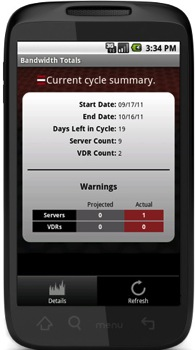 3G
3:34 PM
Bandwidth Totals
Current cycle summary.
Start Date: 09/17/11
End Date: 10/16/11
Days Left in Cycle: 19
Server Count: 9
VDR Count: 2
Warnings
Projected Actual
Servers 0 1
VDRs 0 0
Details Refresh
menu